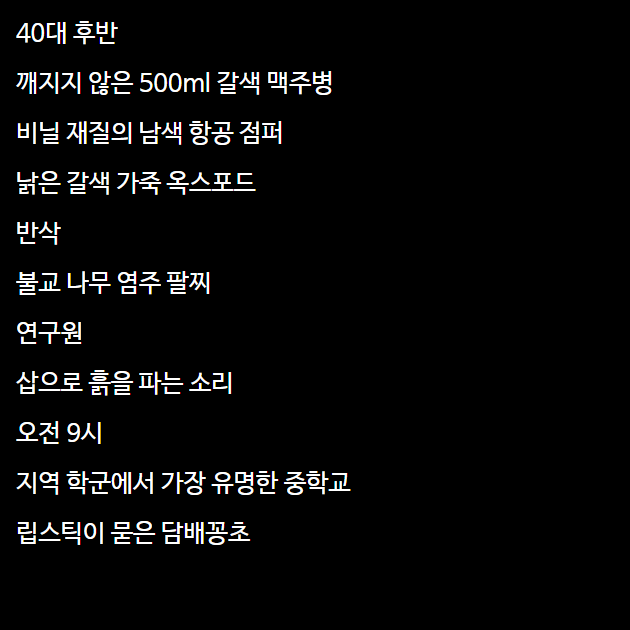 40대 후반
깨지지 않은 500ml 갈색 맥주병
비닐 재질의 남색 항공 점퍼
낡은 갈색 가죽 옥스포드
반삭
불교 나무 염주 팔찌
연구원
삽으로 흙을 파는 소리
오전 9시
지역 학군에서 가장 유명한 중학교
립스틱이 묻은 담배꽁초